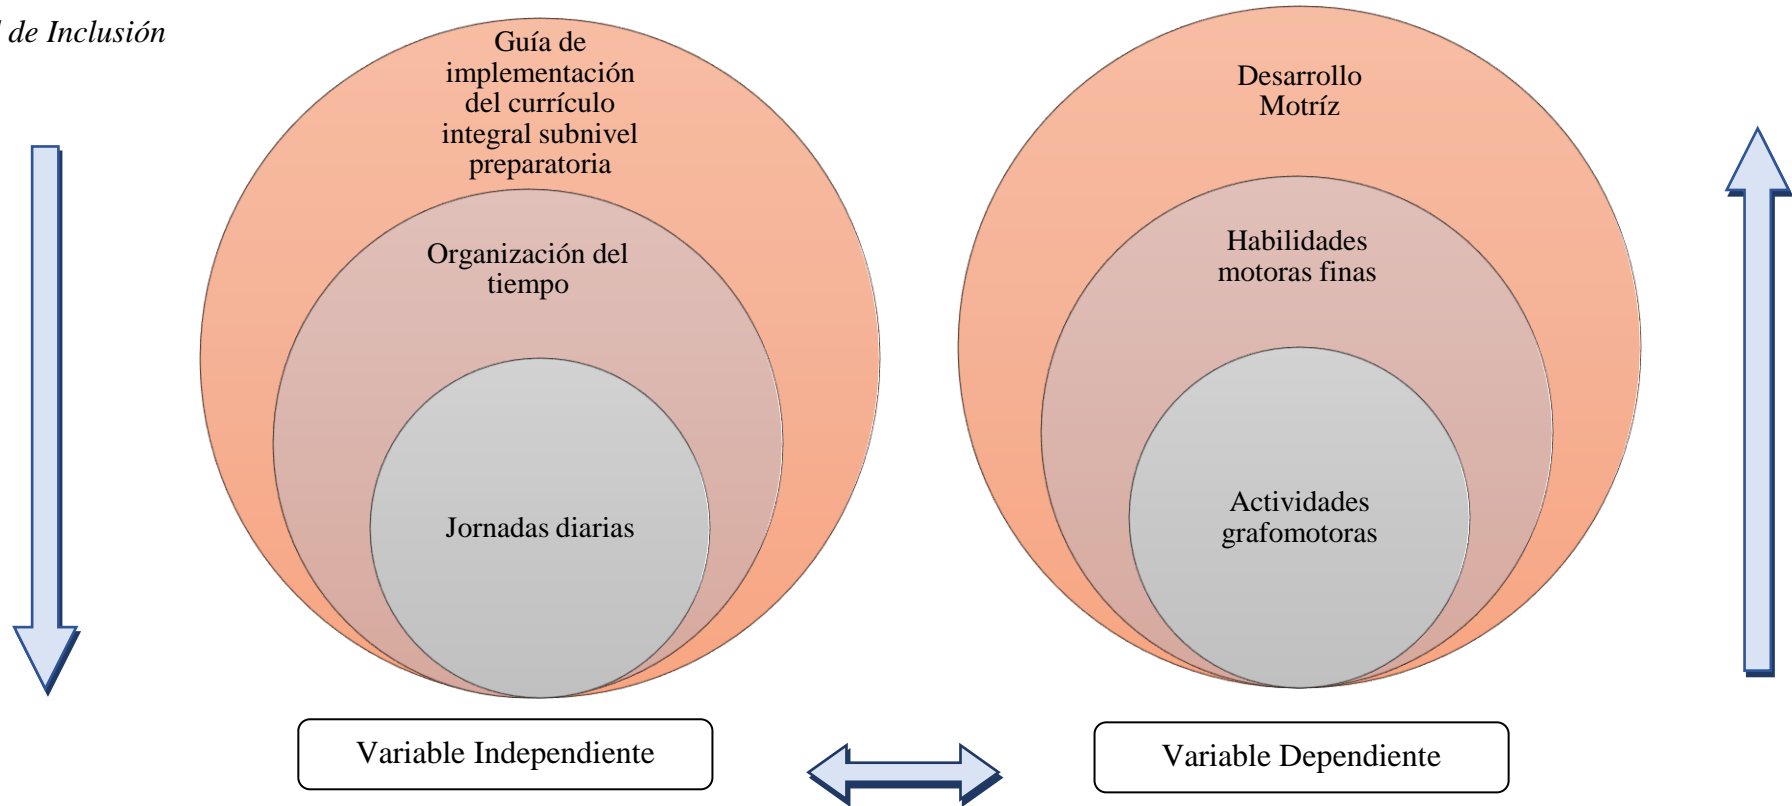 de Inclusión
Guía de
implementación
del currículo
integral subnivel
preparatoria
Organización del
tiempo
Jornadas diarias
Variable Independiente
Desarrollo
Motríz
Habilidades
motoras finas
Actividades
grafomotoras
Variable Dependiente